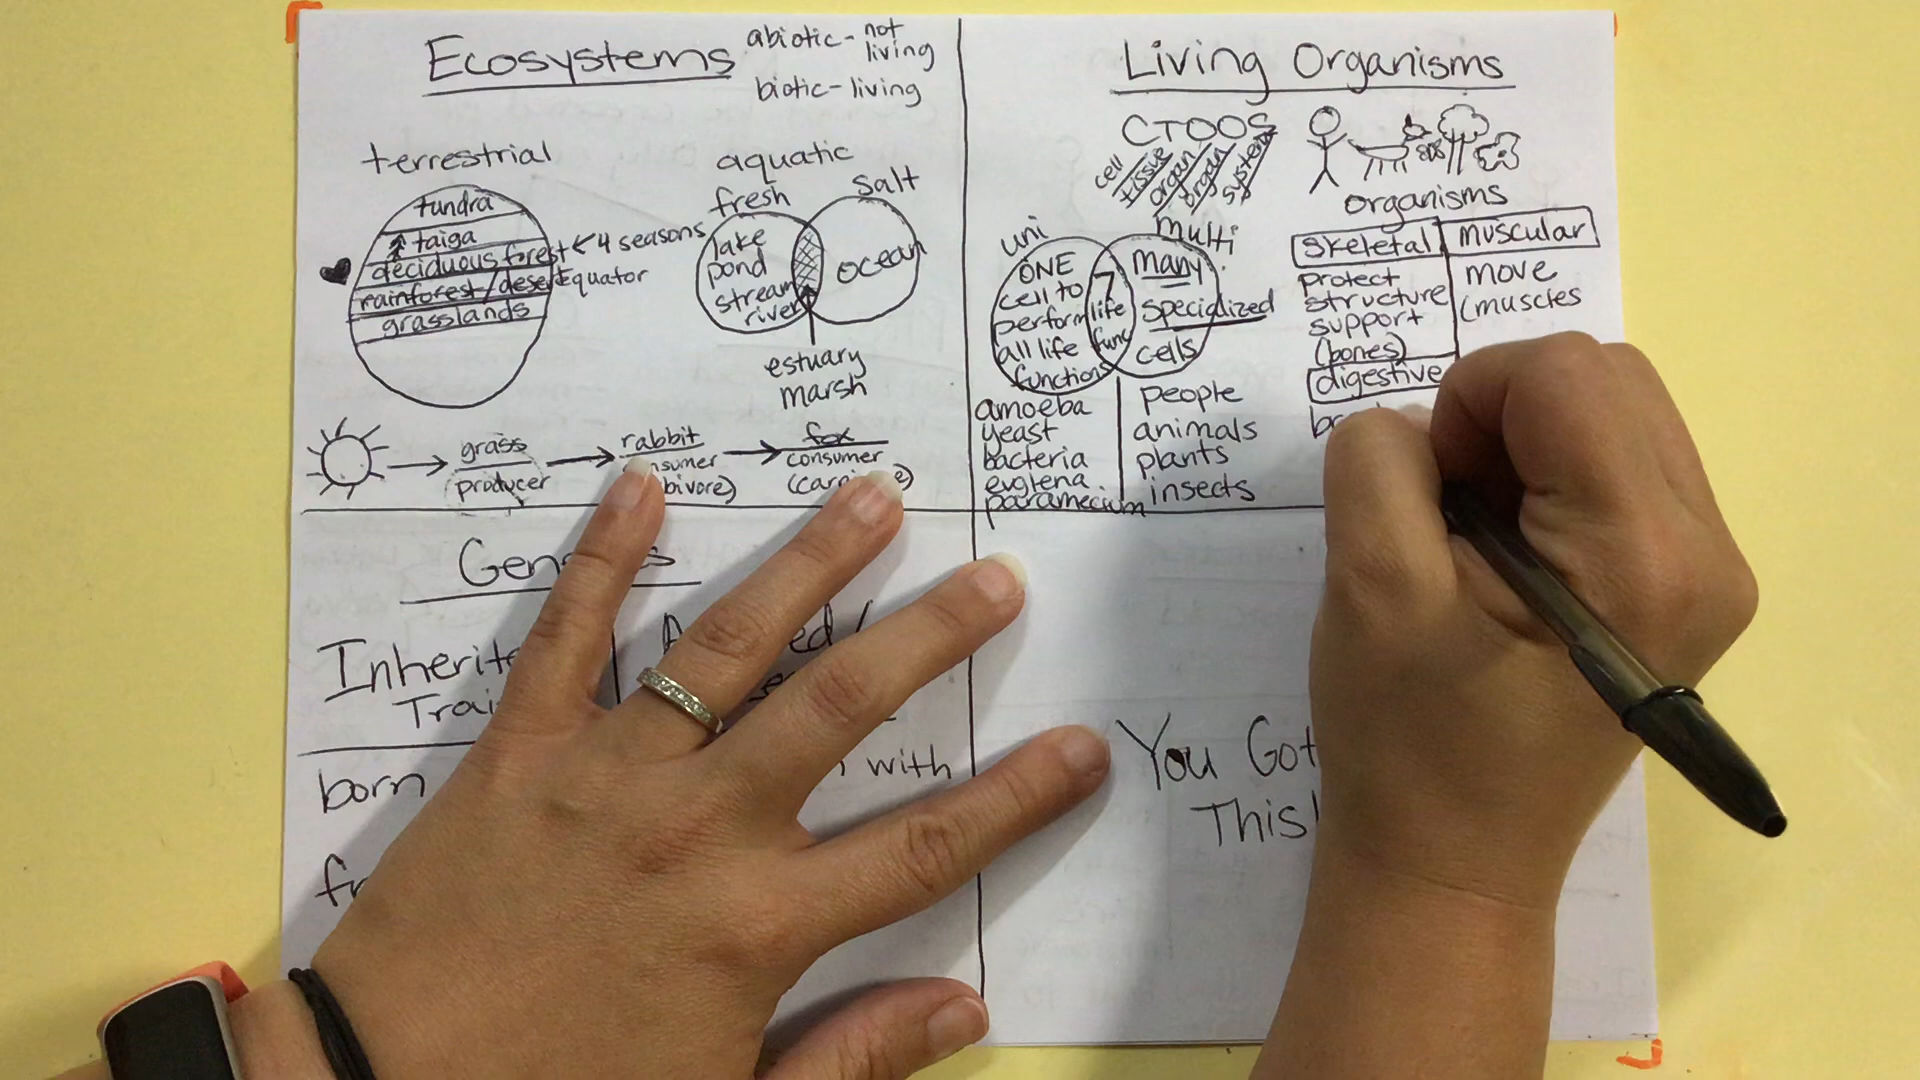 Ecosystems
abiotic - not
living
biotic - living
terrestrial
tundra
taiga
deciduous forest ← 4 seasons
rainforest/desert Equator
grasslands
aquatic
fresh
salt
lake
pond
stream
river
ocean
estuary
marsh
grass
producer
rabbit
fox
consumer
Living Organisms
CTOOS
cell
tissue
organ
organ
system
organisms
uni
ONE
cell to
perform
all life
functions
7
life
func
multi
many
specialized
cells
amoeba
yeast
bacteria
euglena
paramecium
people
animals
plants
insects
skeletal
protect
structure
support
(bones)
muscular
move
(muscles
digestive
Traits
born
with
You Got
This!